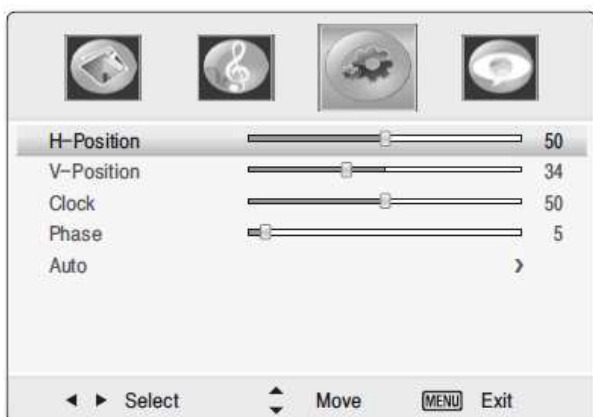 H-Position 50
V-Position 34
Clock 50
Phase 5
Auto ›
◄ ► Select Move MENU Exit